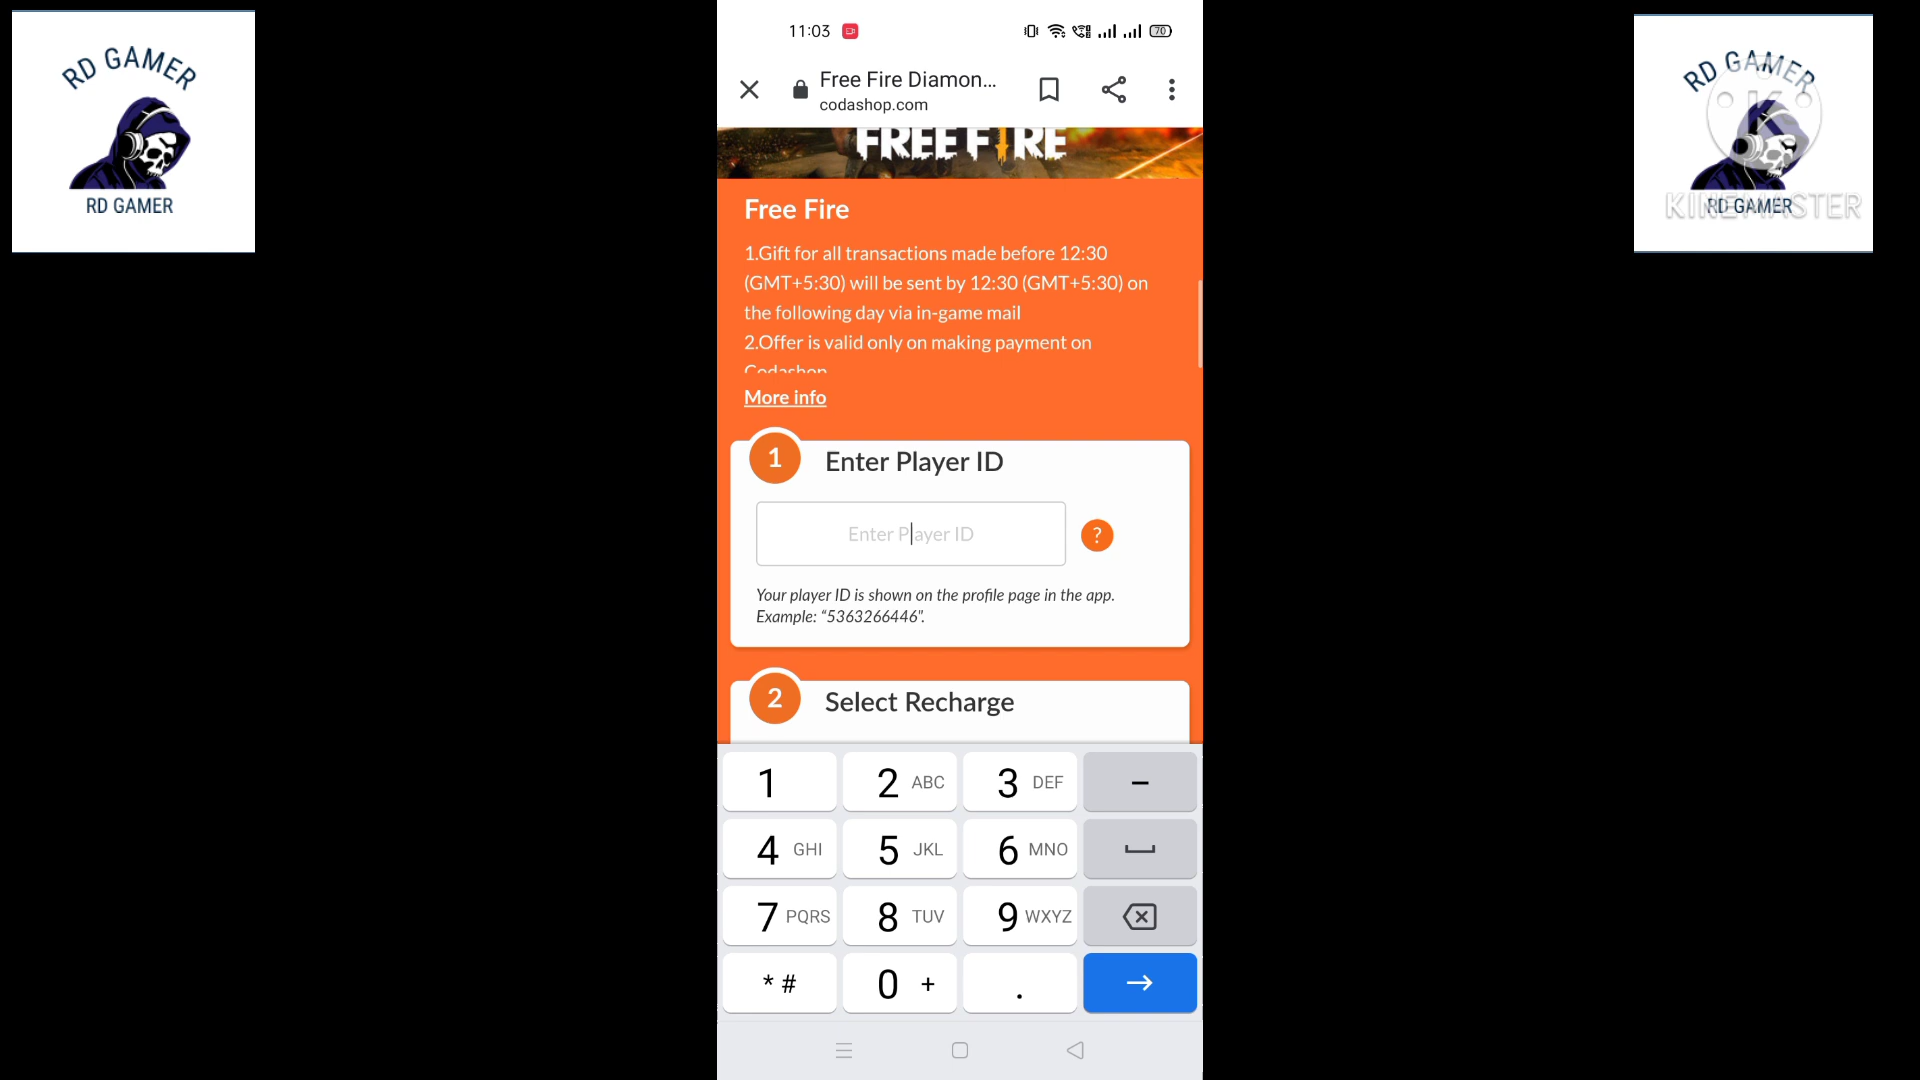 RD GAMER
RD GAMER
11:03
70
Free Fire Diamon...
codashop.com
FREE FIRE
Free Fire
1.Gift for all transactions made before 12:30
(GMT+5:30) will be sent by 12:30 (GMT+5:30) on
the following day via in-game mail
2.Offer is valid only on making payment on
Codashop
More info
1
Enter Player ID
Enter Player ID
?
Your player ID is shown on the profile page in the app.
Example: “5363266446".
2
Select Recharge
1
2 ABC
3 DEF
-
4 GHI
5 JKL
6 MNO
7 PQRS
8 TUV
9 WXYZ
* #
0 +
.
RD GAMER
K
KINEMASTER
RD GAMER